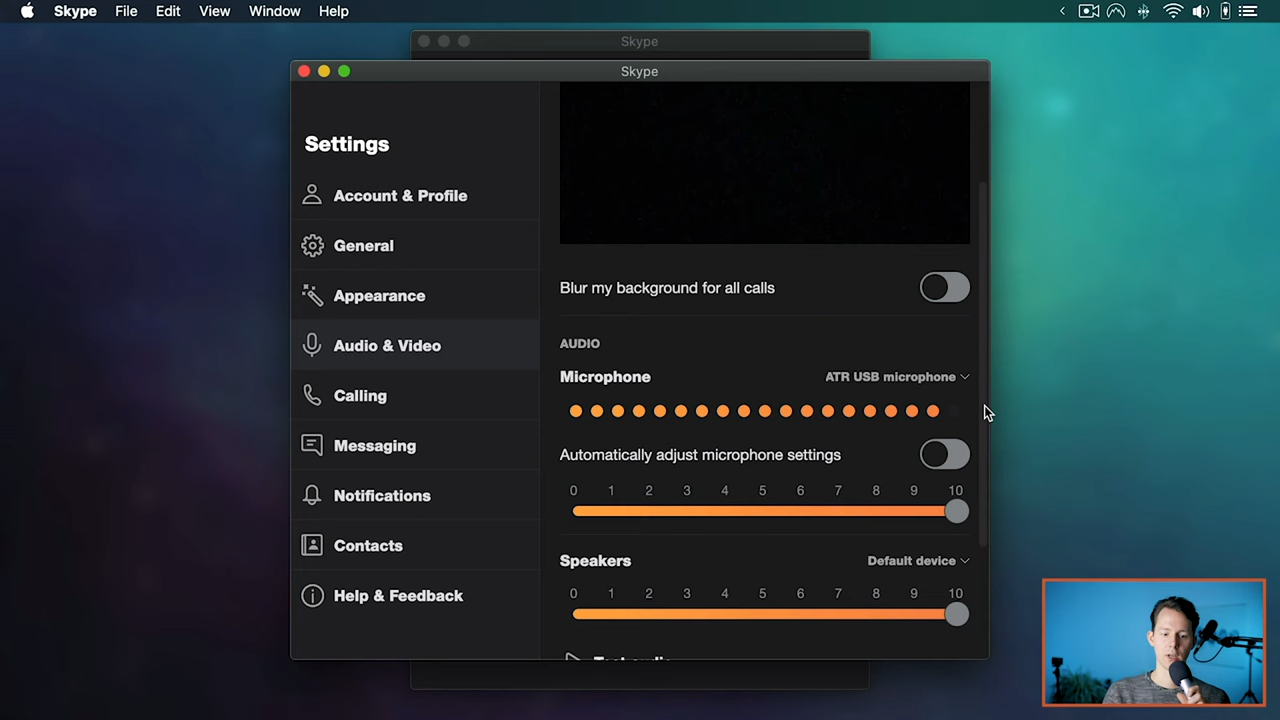 Skype File Edit View Window Help
Skype
Skype
Settings
Account & Profile
General
Appearance
Audio & Video
Calling
Messaging
Notifications
Contacts
Help & Feedback
Blur my background for all calls
AUDIO
Microphone ATR USB microphone
Automatically adjust microphone settings
0 1 2 3 4 5 6 7 8 9 10
Speakers Default device
0 1 2 3 4 5 6 7 8 9 10
Test audio